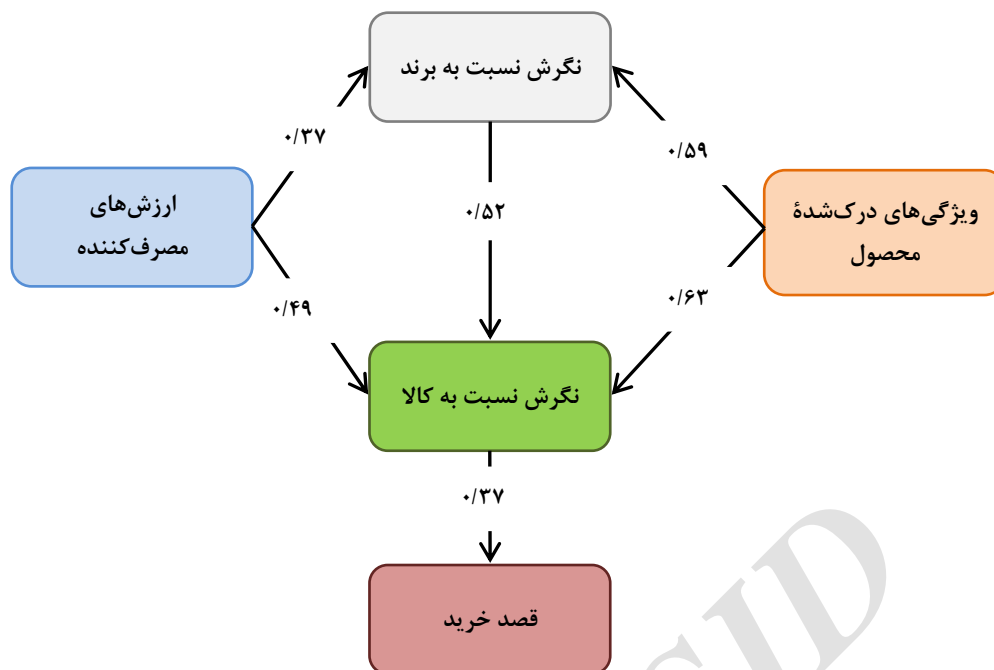 نگرش نسبت به برند
۰/۳۷
۰/۵۹
ارزش‌های
مصرف‌کننده
۰/۵۲
ویژگی‌های درک‌شدهٔ
محصول
۰/۴۹
۰/۶۳
نگرش نسبت به کالا
۰/۳۷
قصد خرید
SID